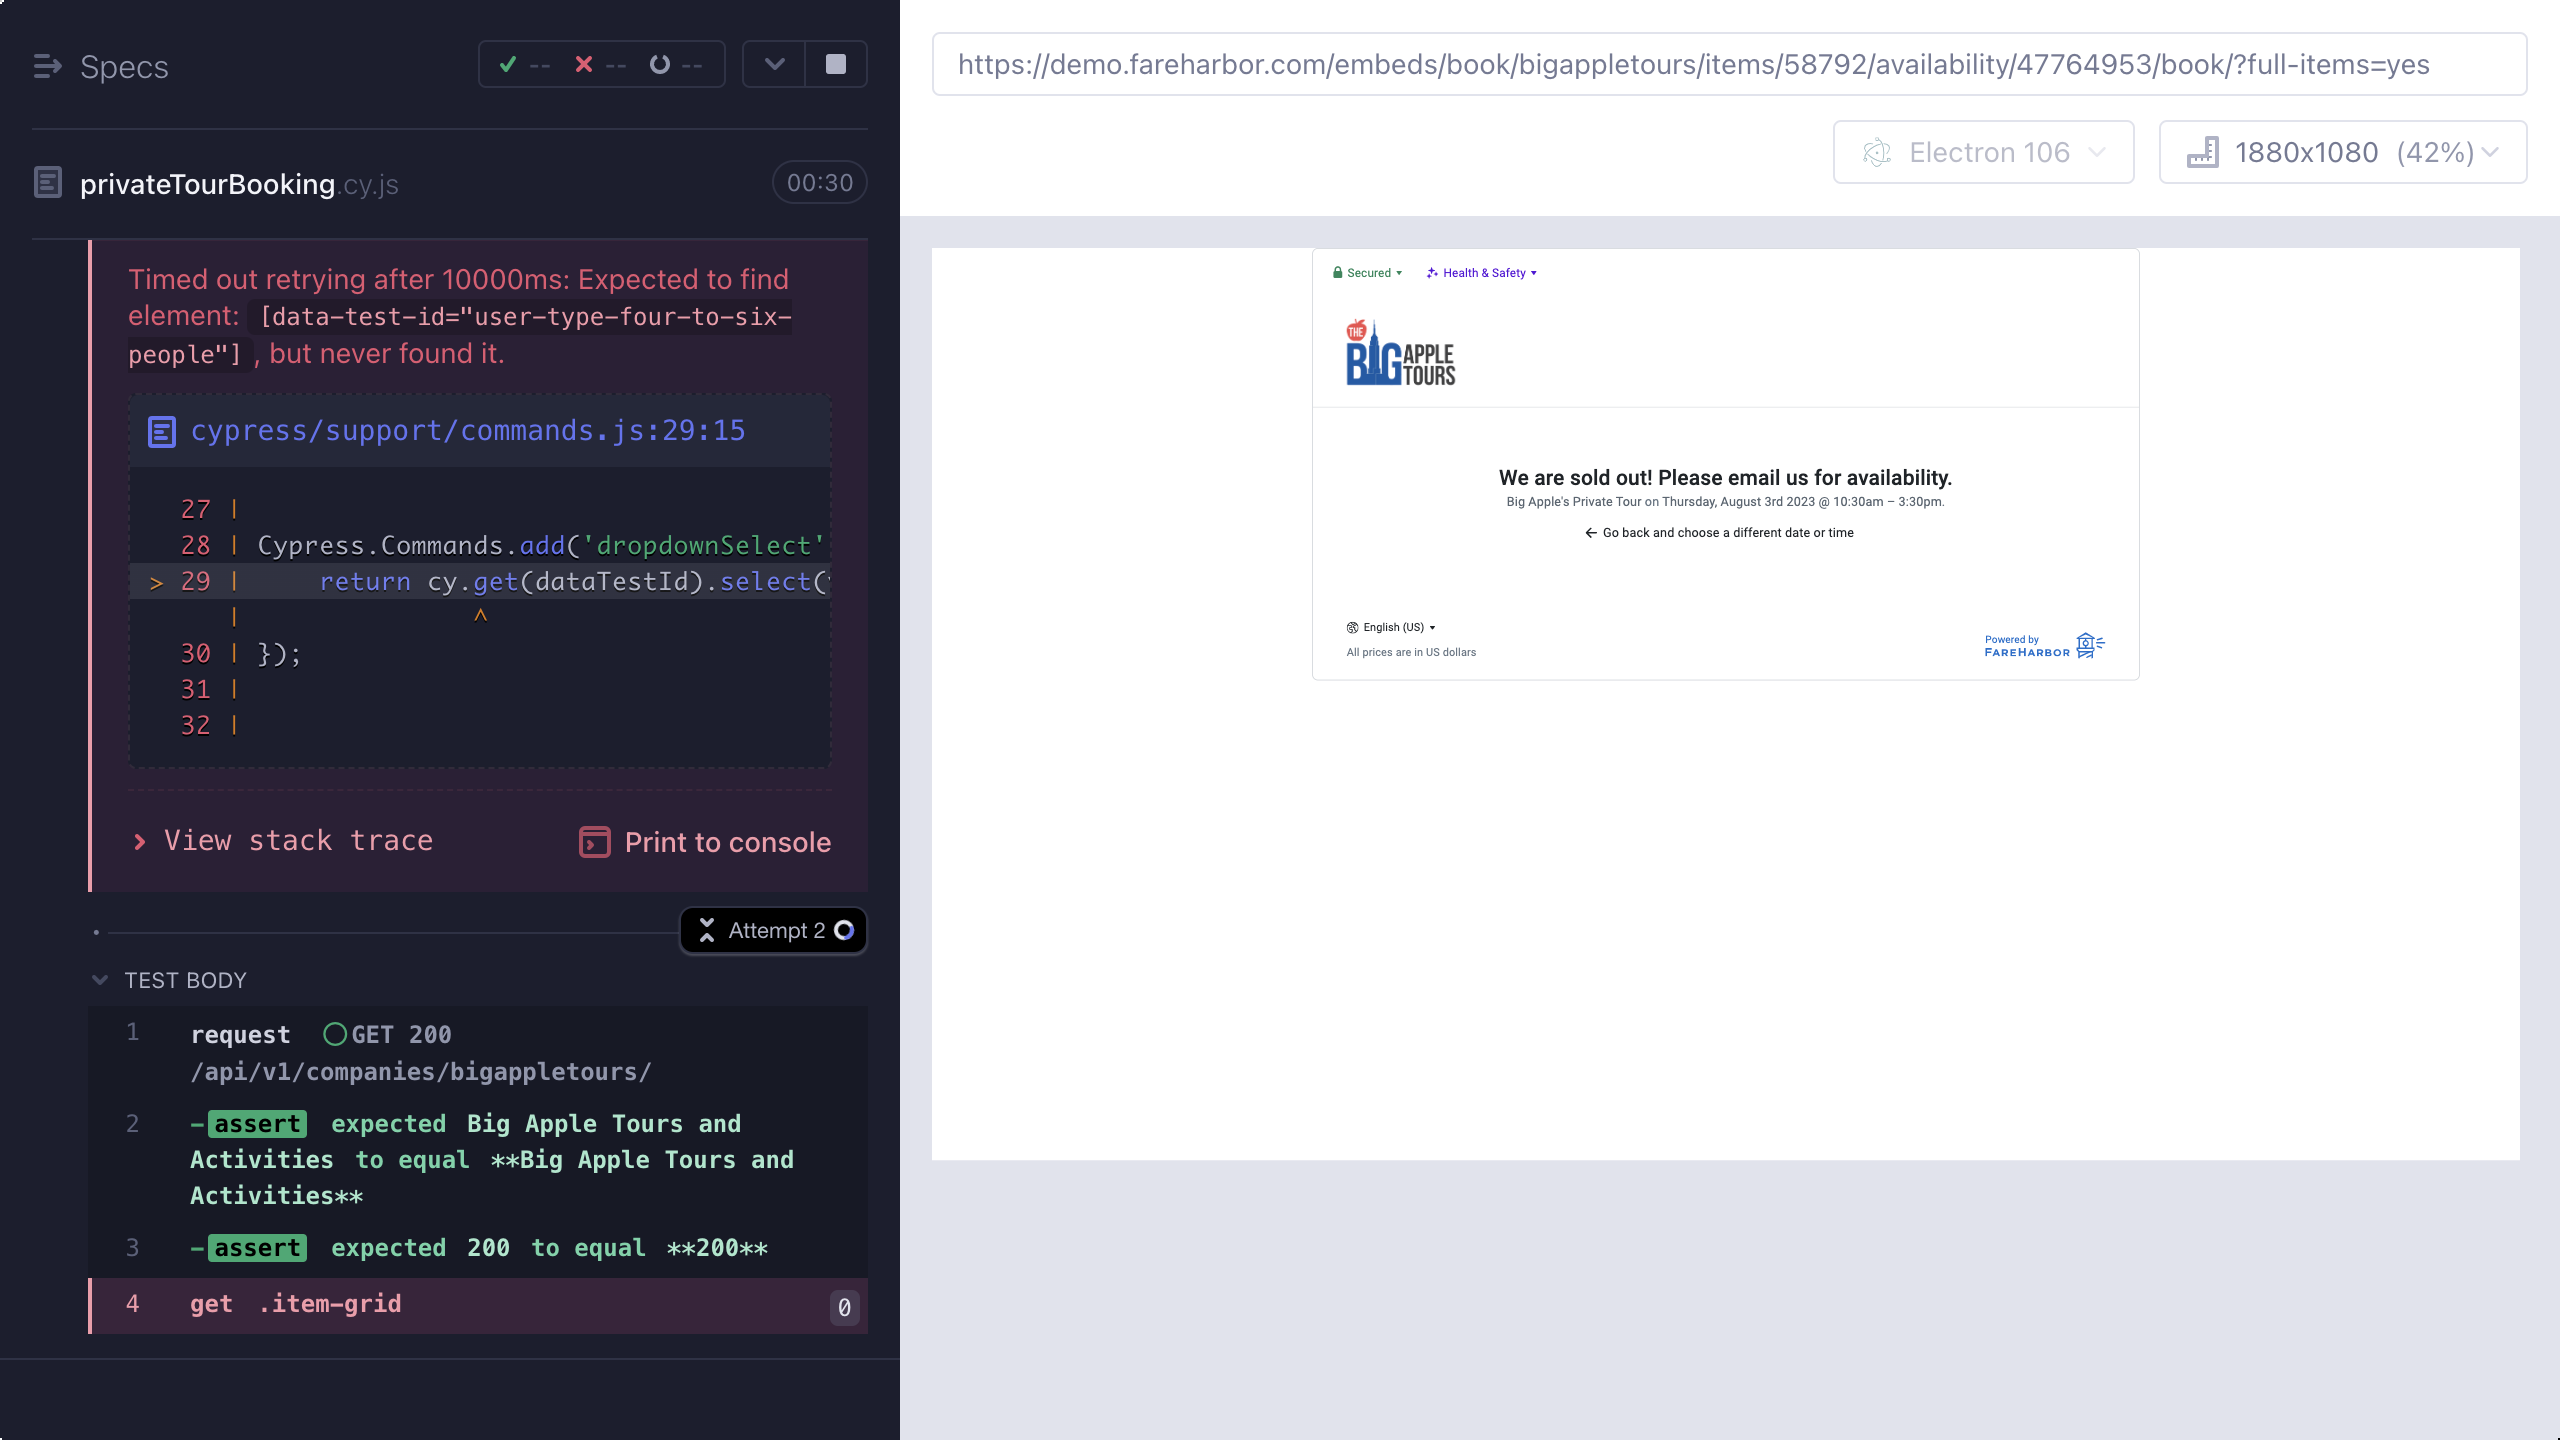 Specs
-- -- --
privateTourBooking.cy.js
00:30
Timed out retrying after 10000ms: Expected to find
element: [data-test-id="user-type-four-to-six-
people"] , but never found it.
cypress/support/commands.js:29:15
27 |
28 | Cypress.Commands.add('dropdownSelect'
> 29 | return cy.get(dataTestId).select(
| ^
30 | });
31 |
32 |
View stack trace
Print to console
Attempt 2
TEST BODY
1 request GET 200
/api/v1/companies/bigappletours/
2 -assert expected Big Apple Tours and
Activities to equal **Big Apple Tours and
Activities**
3 -assert expected 200 to equal **200**
4 get .item-grid 0
https://demo.fareharbor.com/embeds/book/bigappletours/items/58792/availability/47764953/book/?full-items=yes
Electron 106
1880x1080 (42%)
Secured
Health & Safety
THE
BIG APPLE
TOURS
We are sold out! Please email us for availability.
Big Apple's Private Tour on Thursday, August 3rd 2023 @ 10:30am – 3:30pm.
← Go back and choose a different date or time
English (US)
All prices are in US dollars
Powered by
FAREHARBOR